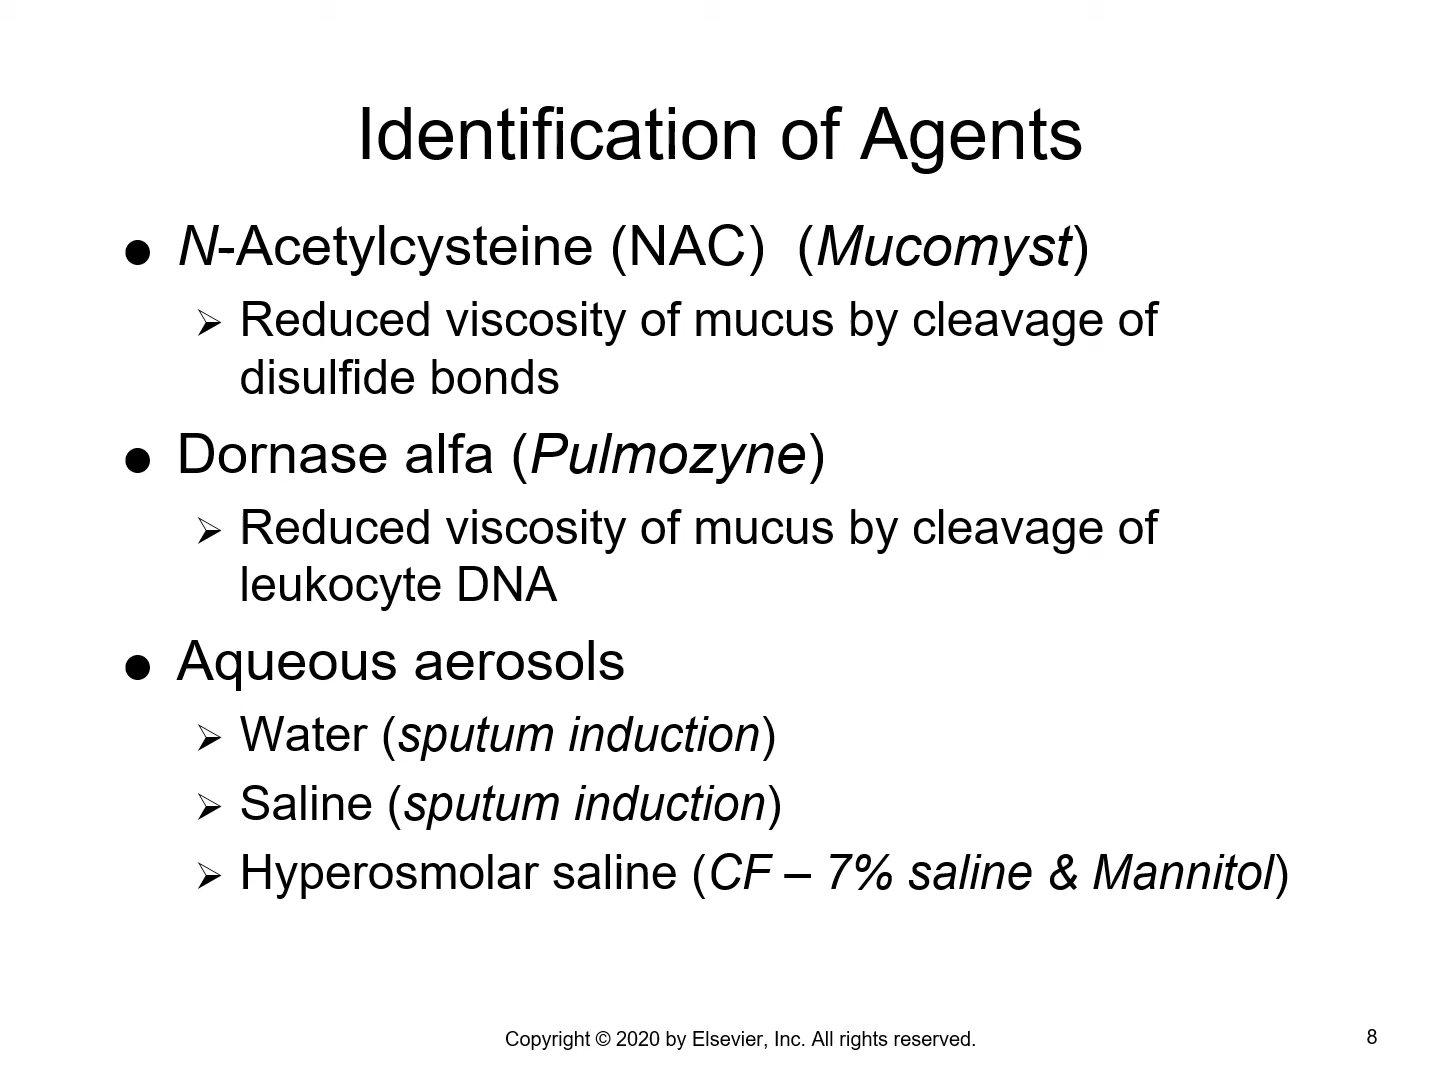 Identification of Agents
● N-Acetylcysteine (NAC)  (Mucomyst)
➢ Reduced viscosity of mucus by cleavage of
disulfide bonds
● Dornase alfa (Pulmozyne)
➢ Reduced viscosity of mucus by cleavage of
leukocyte DNA
● Aqueous aerosols
➢ Water (sputum induction)
➢ Saline (sputum induction)
➢ Hyperosmolar saline (CF – 7% saline & Mannitol)
Copyright © 2020 by Elsevier, Inc. All rights reserved.
8